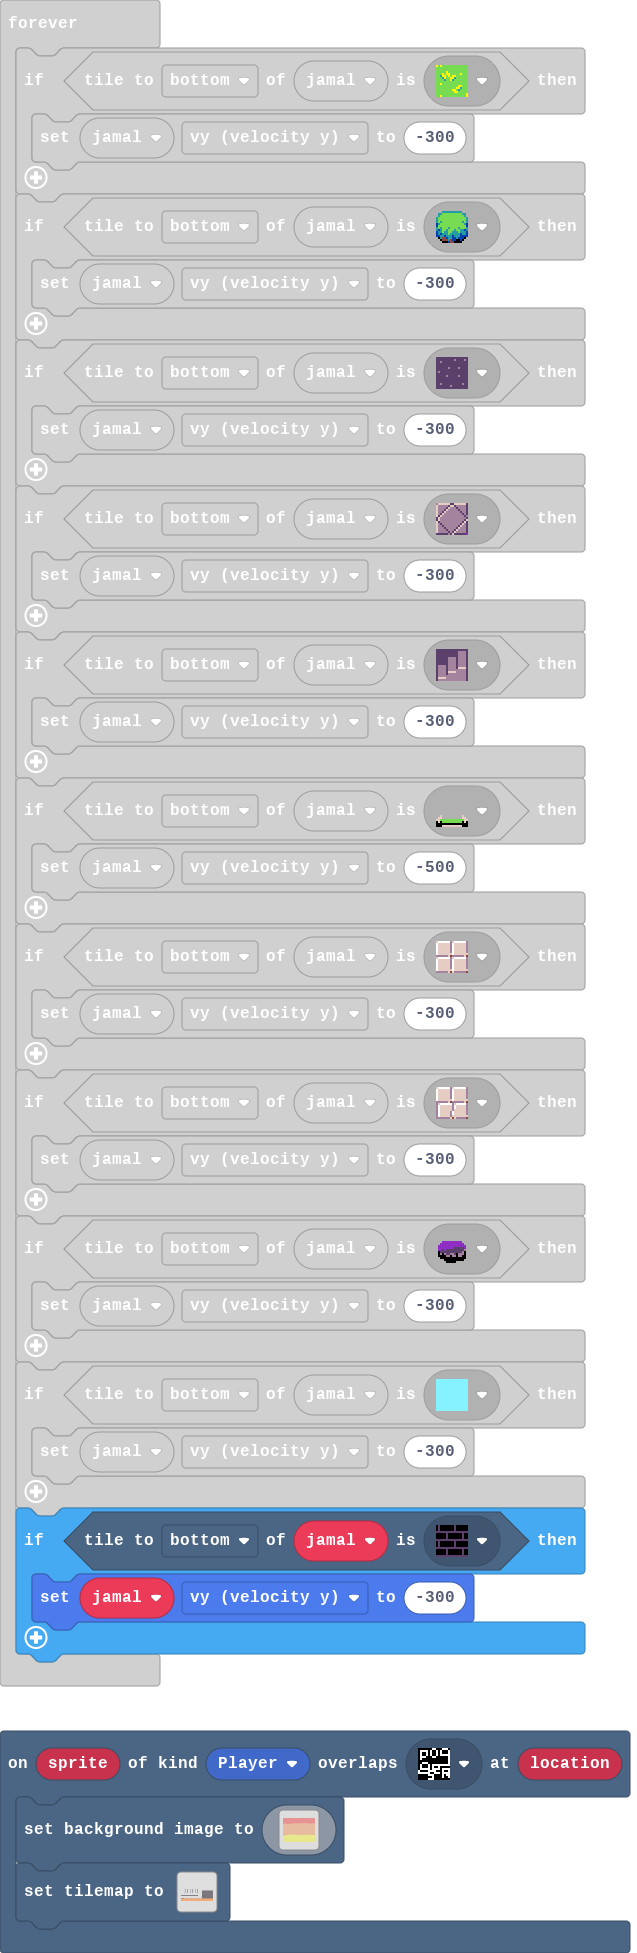 forever
if tile to bottom of jamal is then
set jamal vy (velocity y) to -300
if tile to bottom of jamal is then
set jamal vy (velocity y) to -300
if tile to bottom of jamal is then
set jamal vy (velocity y) to -300
if tile to bottom of jamal is then
set jamal vy (velocity y) to -300
if tile to bottom of jamal is then
set jamal vy (velocity y) to -300
if tile to bottom of jamal is then
set jamal vy (velocity y) to -500
if tile to bottom of jamal is then
set jamal vy (velocity y) to -300
if tile to bottom of jamal is then
set jamal vy (velocity y) to -300
if tile to bottom of jamal is then
set jamal vy (velocity y) to -300
if tile to bottom of jamal is then
set jamal vy (velocity y) to -300
if tile to bottom of jamal is then
set jamal vy (velocity y) to -300
on sprite of kind Player overlaps at location
set background image to
set tilemap to